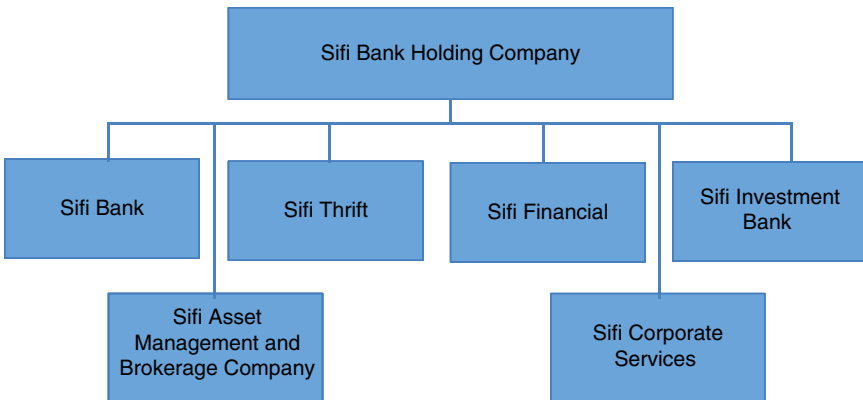 Sifi Bank Holding Company
Sifi Bank
Sifi Thrift
Sifi Financial
Sifi Investment
Bank
Sifi Asset
Management and
Brokerage Company
Sifi Corporate
Services